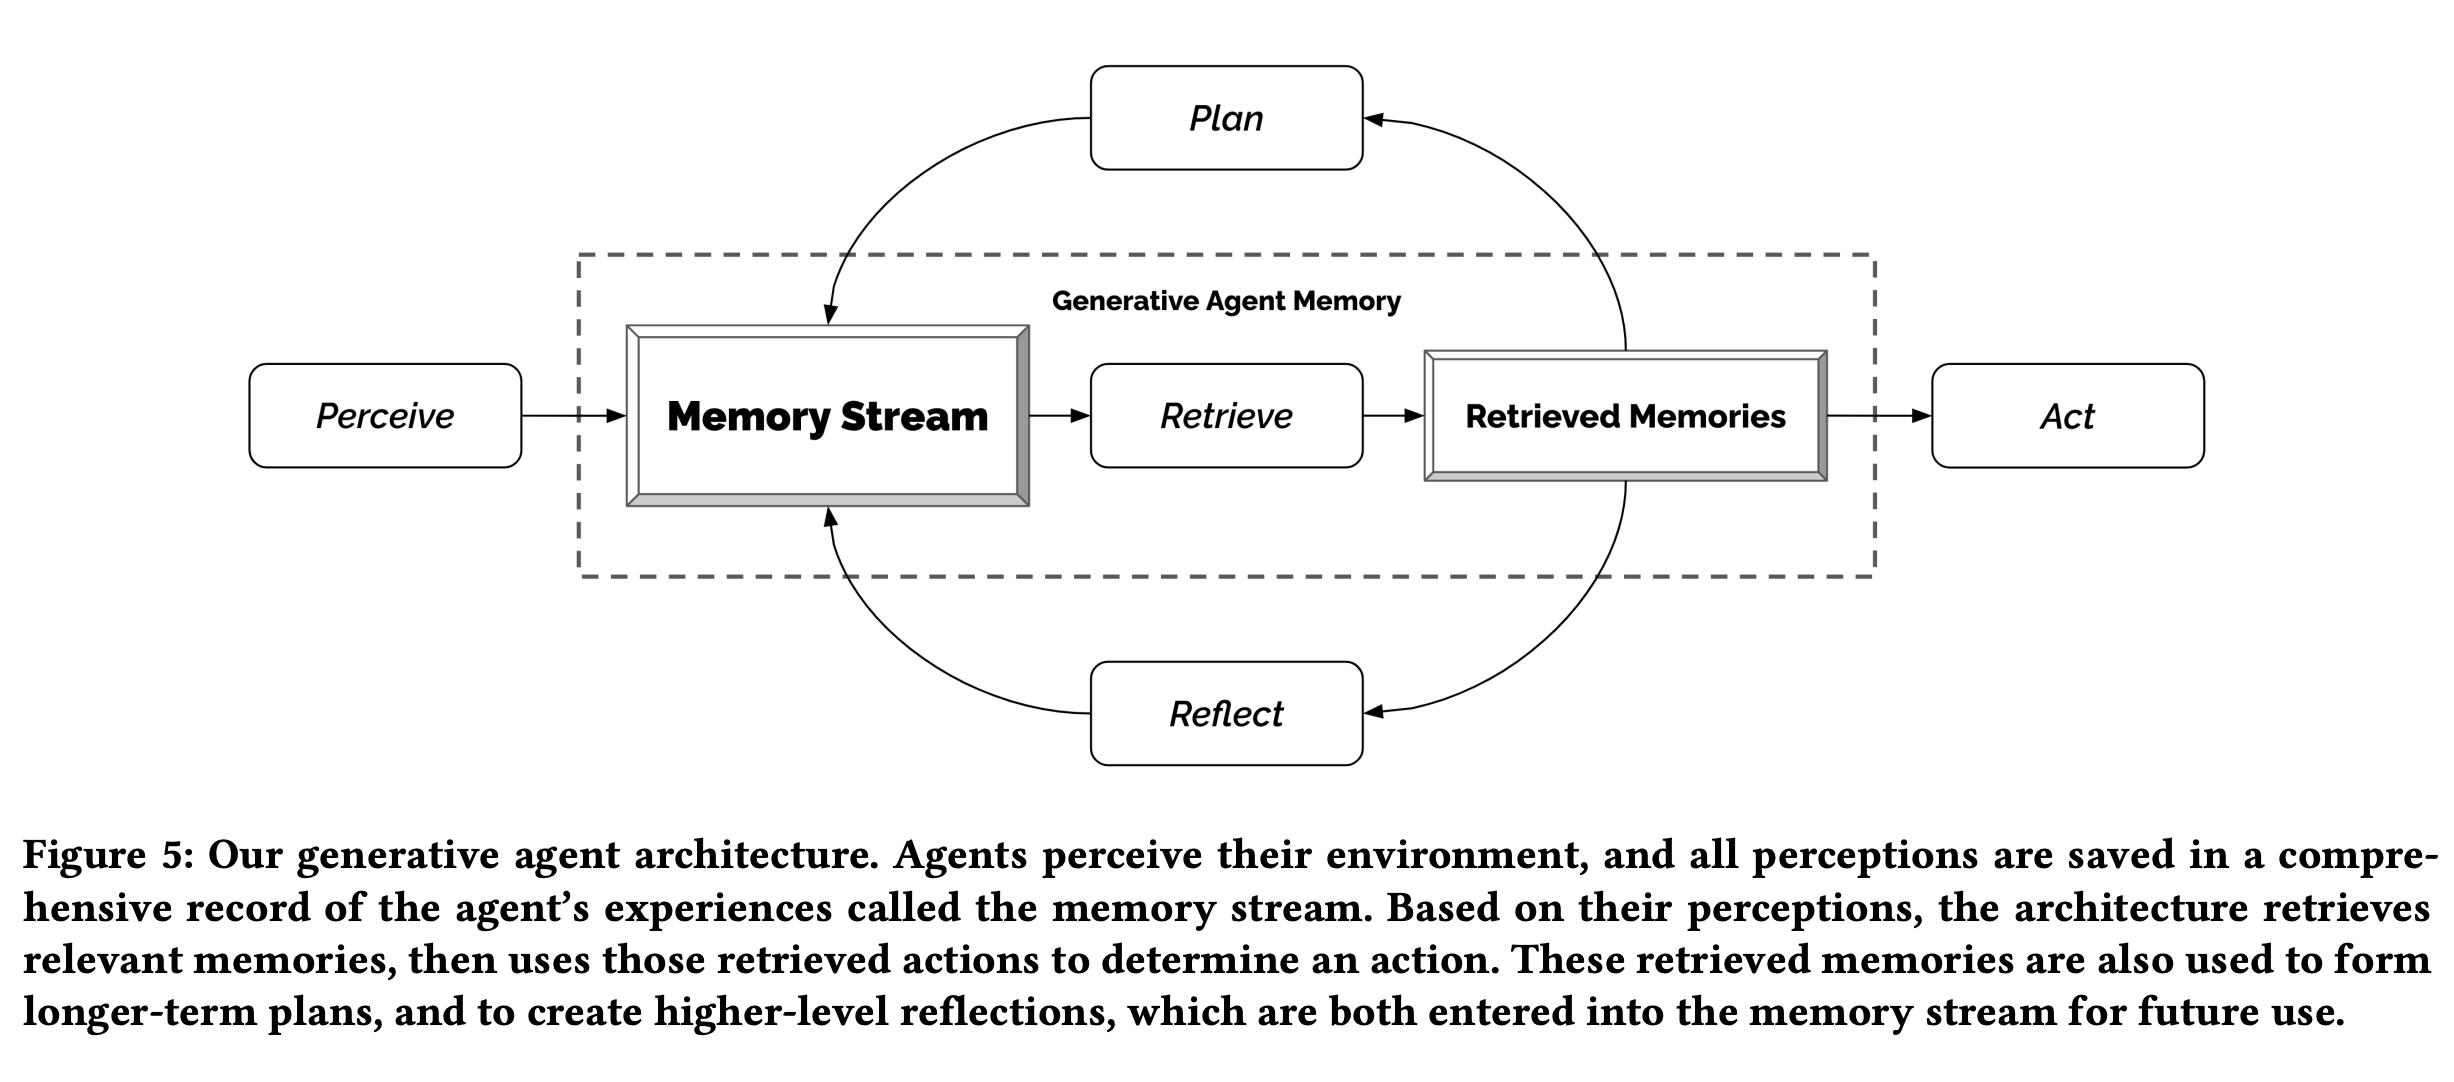 Plan
Generative Agent Memory
Perceive
Memory Stream
Retrieve
Retrieved Memories
Act
Reflect
Figure 5: Our generative agent architecture. Agents perceive their environment, and all perceptions are saved in a compre-
hensive record of the agent’s experiences called the memory stream. Based on their perceptions, the architecture retrieves
relevant memories, then uses those retrieved actions to determine an action. These retrieved memories are also used to form
longer-term plans, and to create higher-level reflections, which are both entered into the memory stream for future use.